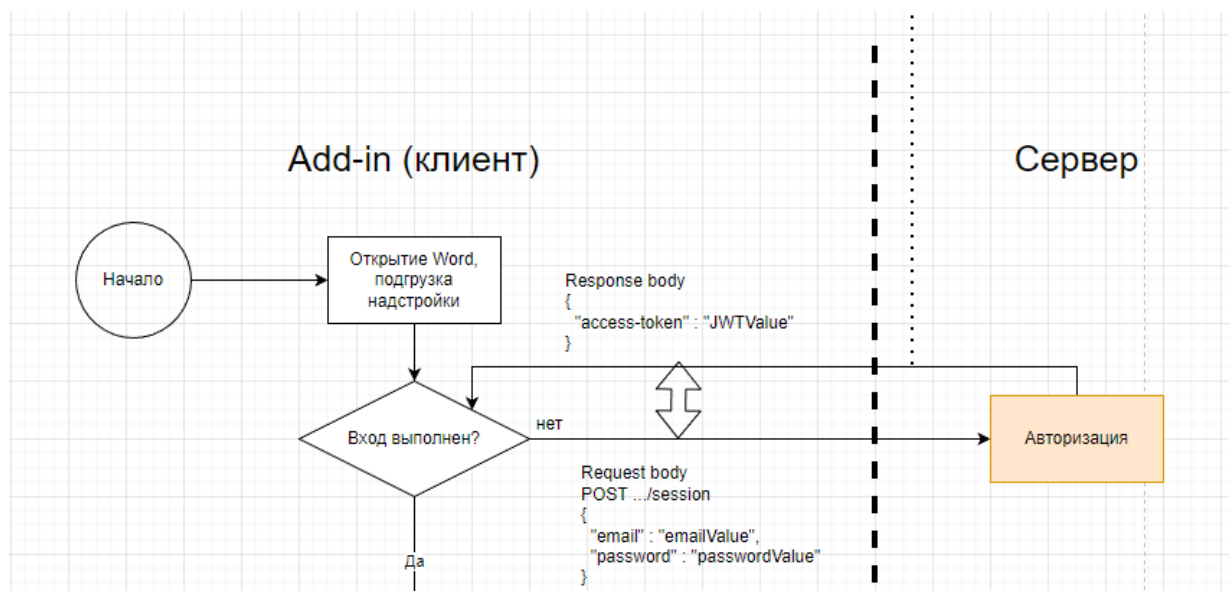 Add-in (клиент)
Сервер
Начало
Открытие Word,
подгрузка
надстройки
Response body
{
"access-token" : "JWTValue"
}
Вход выполнен?
нет
Авторизация
Request body
POST .../session
{
"email" : "emailValue",
"password" : "passwordValue"
}
Да